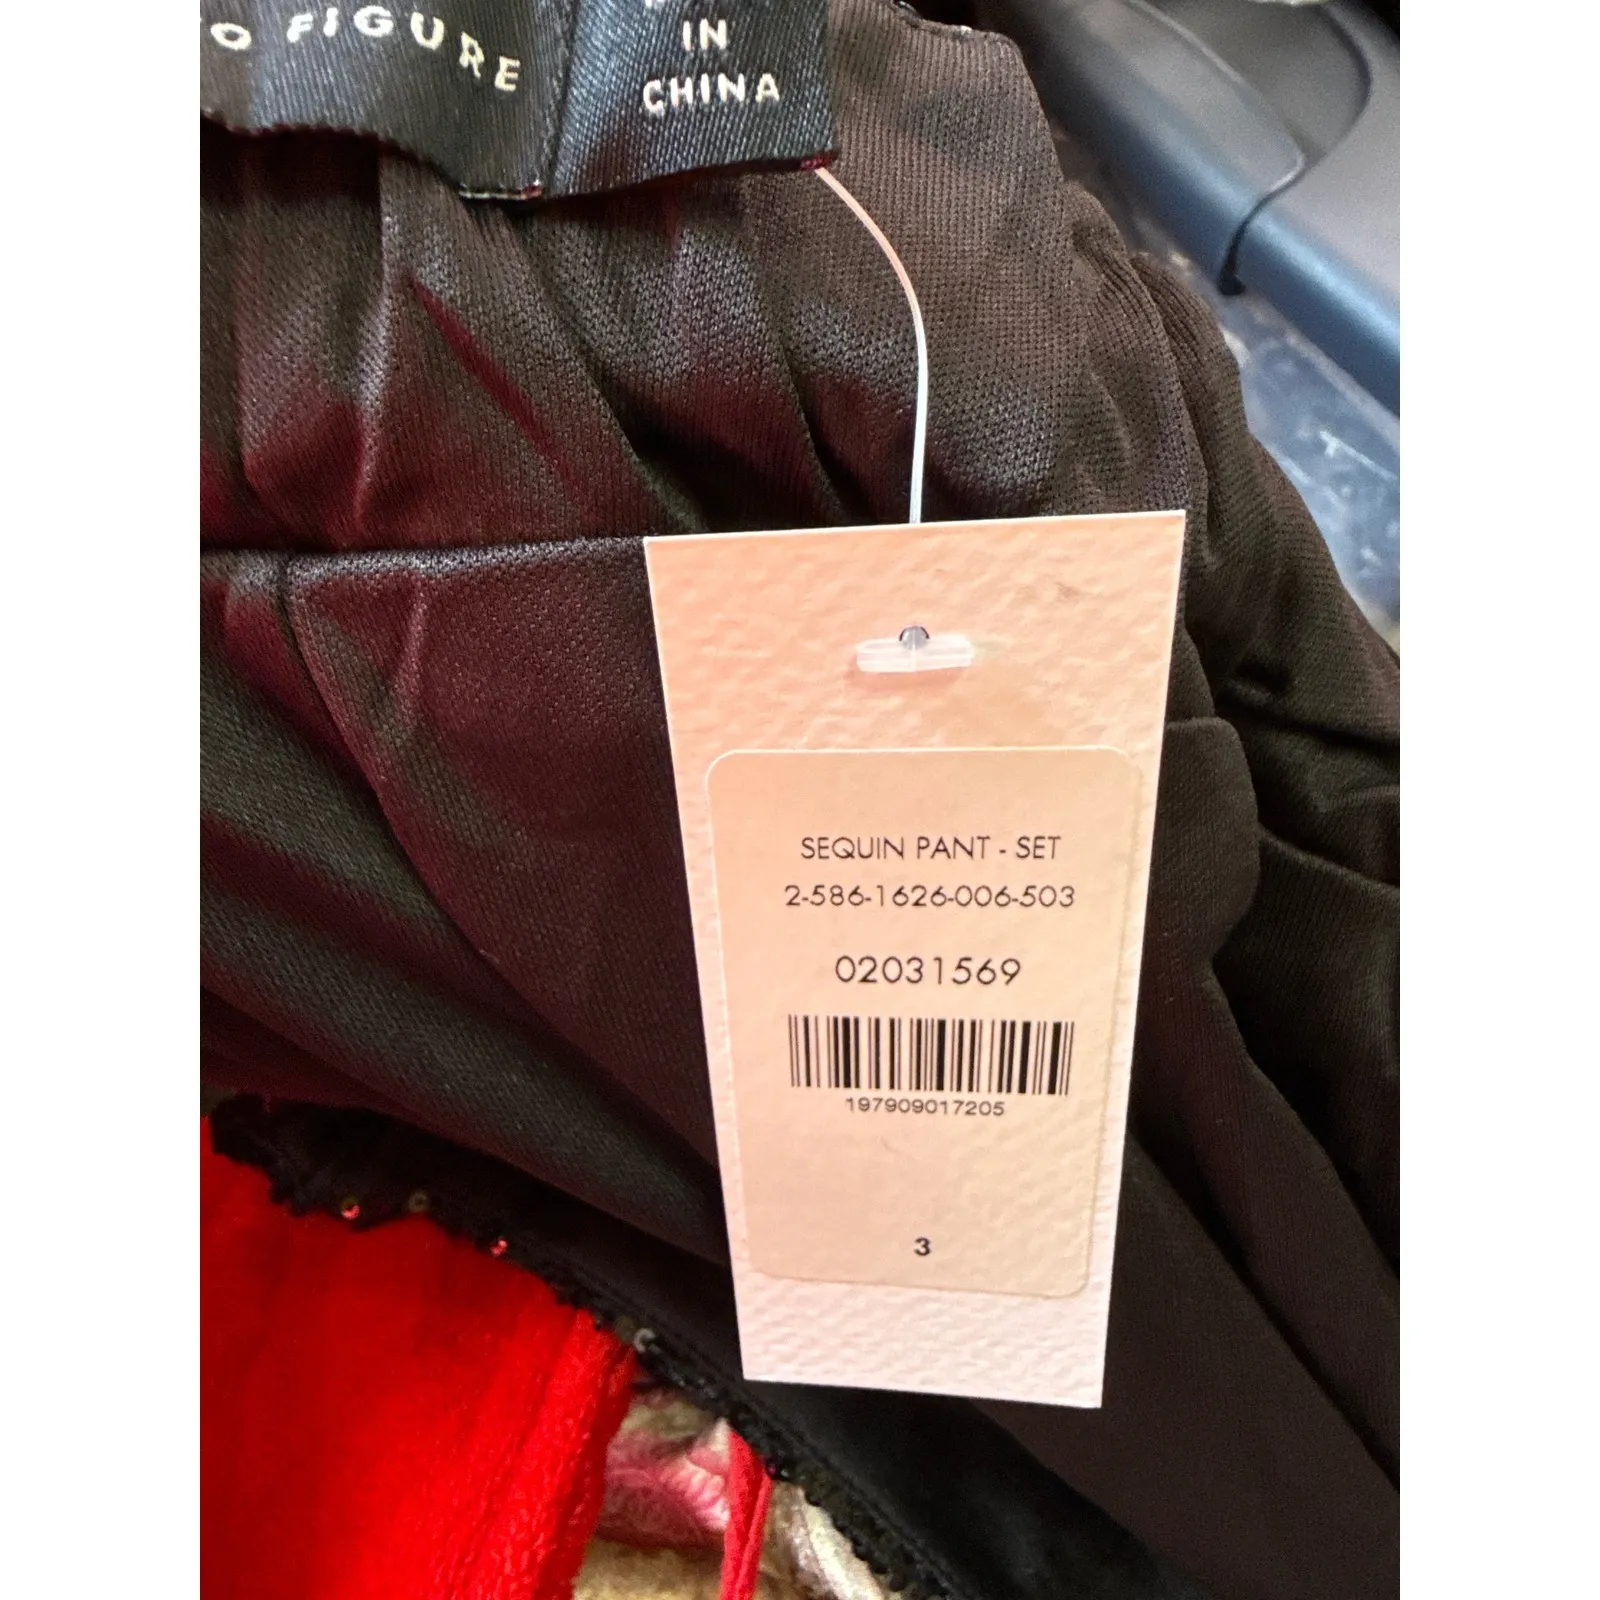 O FIGURE
IN
CHINA
SEQUIN PANT - SET
2-586-1626-006-503
02031569
197909017205
3